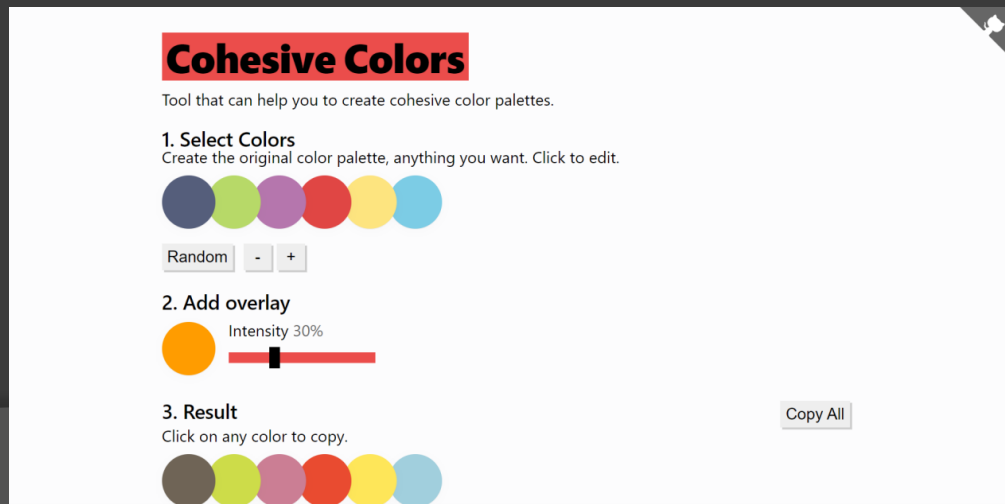 Cohesive Colors
Tool that can help you to create cohesive color palettes.
1. Select Colors
Create the original color palette, anything you want. Click to edit.
Random - +
2. Add overlay
Intensity 30%
3. Result
Copy All
Click on any color to copy.